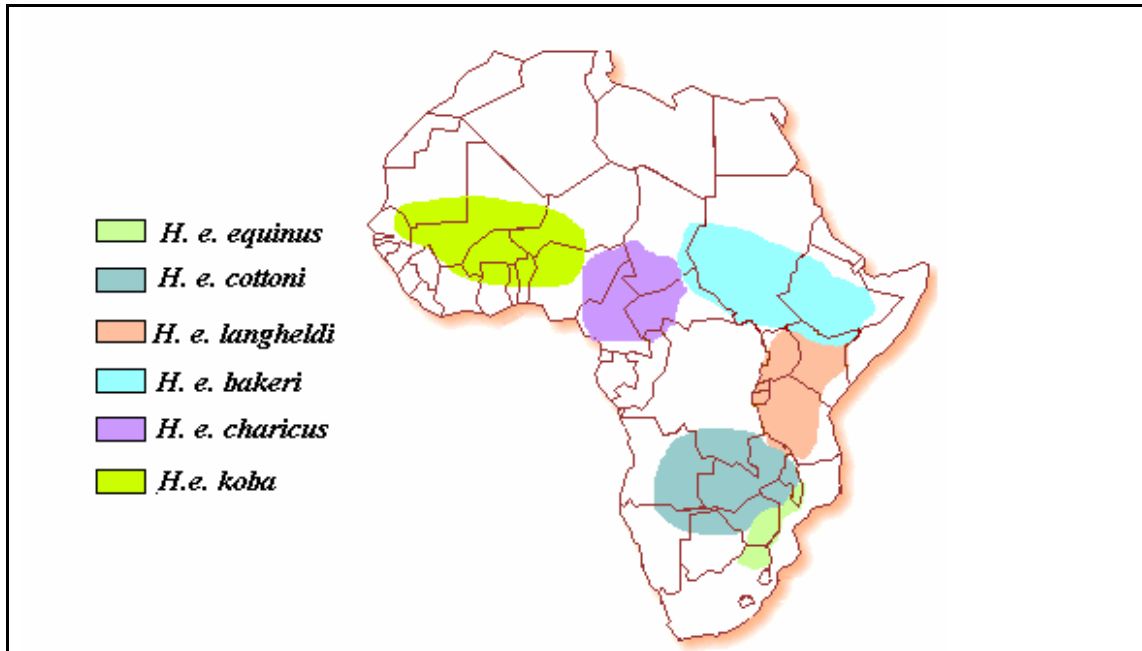 H. e. equinus
H. e. cottoni
H. e. langheldi
H. e. bakeri
H. e. charicus
H.e. koba